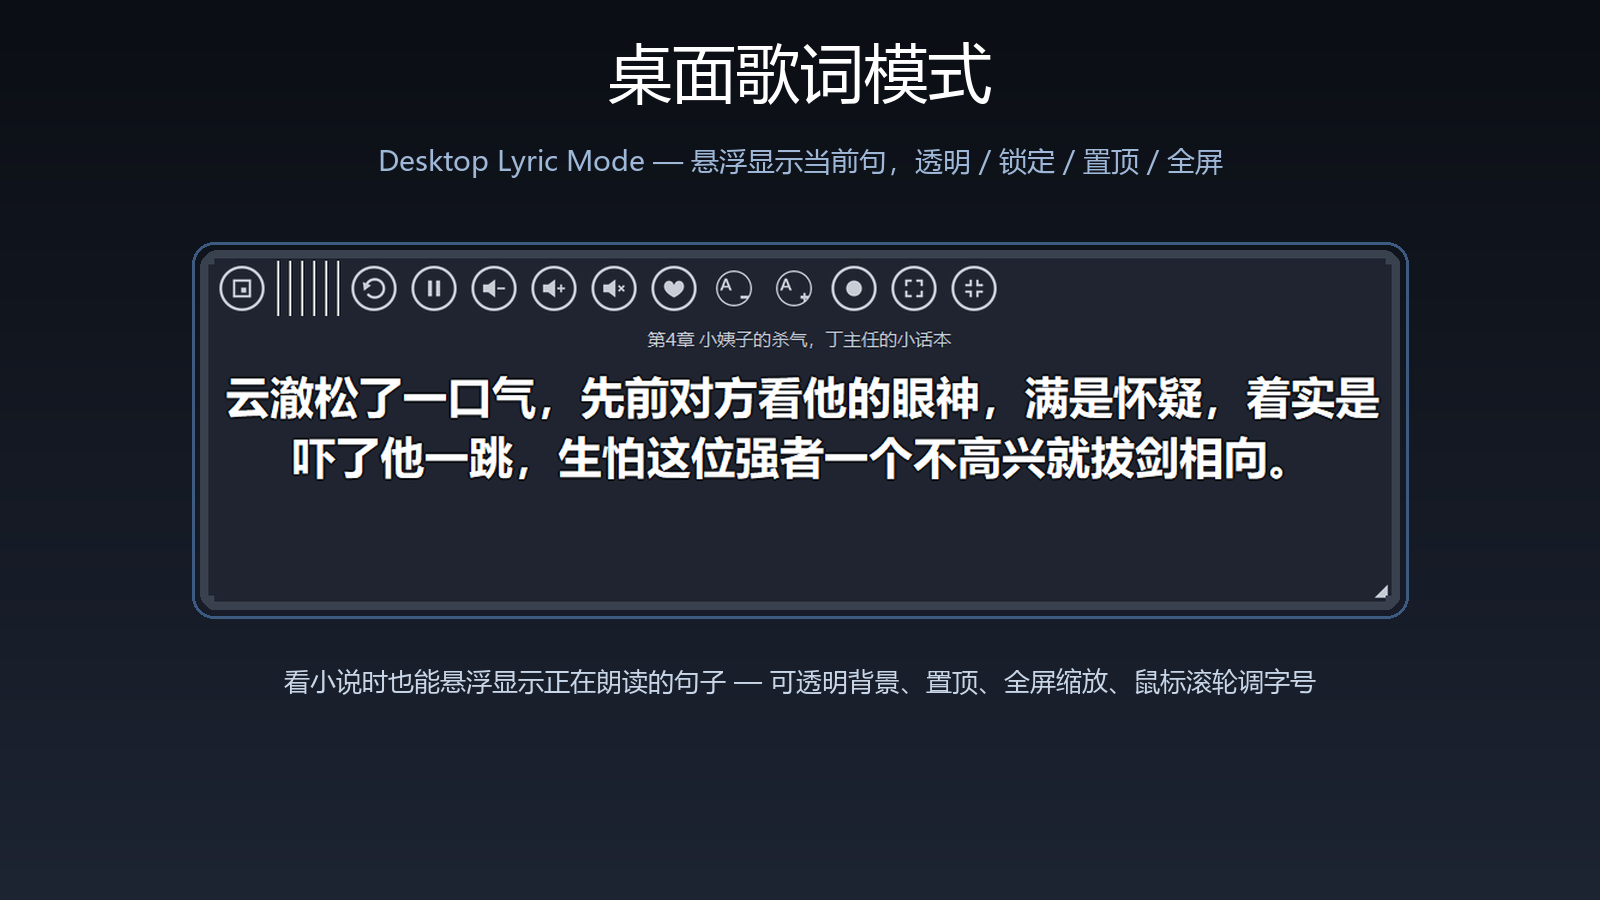 桌面歌词模式
Desktop Lyric Mode — 悬浮显示当前句，透明 / 锁定 / 置顶 / 全屏
A A
第4章 小姨子的杀气，丁主任的小话本
云澈松了一口气，先前对方看他的眼神，满是怀疑，着实是
吓了他一跳，生怕这位强者一个不高兴就拔剑相向。
看小说时也能悬浮显示正在朗读的句子 — 可透明背景、置顶、全屏缩放、鼠标滚轮调字号